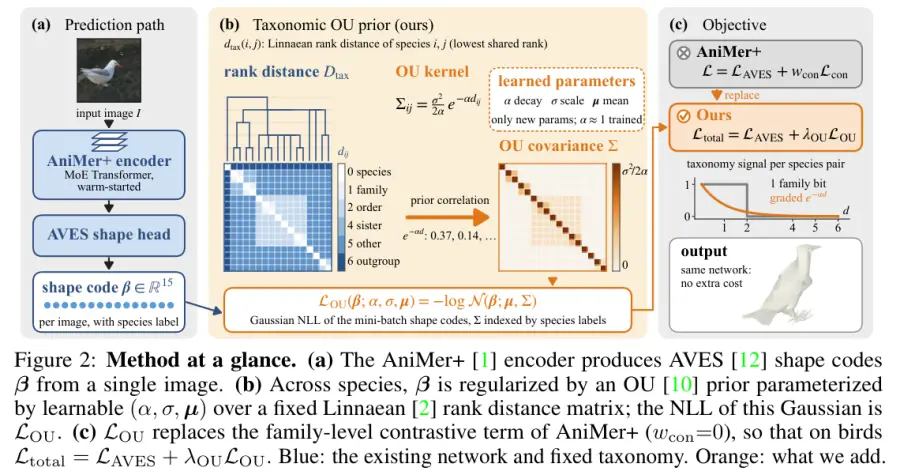 (a) Prediction path
input image I
AniMer+ encoder
MoE Transformer,
warm-started
AVES shape head
shape code β ∈ ℝ¹⁵
per image, with species label
(b) Taxonomic OU prior (ours)
d_tax(i, j): Linnaean rank distance of species i, j (lowest shared rank)
rank distance D_tax
d_ij
0 species
1 family
2 order
4 sister
5 other
6 outgroup
OU kernel
Σ_ij = σ²/2α e^(−αd_ij)
prior correlation
e^(−αd): 0.37, 0.14, …
learned parameters
α decay σ scale μ mean
only new params; α ≈ 1 trained
OU covariance Σ
σ²/2α
0
ℒ_OU(β; α, σ, μ) = −log 𝒩(β; μ, Σ)
Gaussian NLL of the mini-batch shape codes, Σ indexed by species labels
(c) Objective
AniMer+
ℒ = ℒ_AVES + w_con ℒ_con
replace
Ours
ℒ_total = ℒ_AVES + λ_OU ℒ_OU
taxonomy signal per species pair
1
0
1 family bit
graded e^(−αd)
d
1 2 3 4 5 6
output
same network:
no extra cost
Figure 2: Method at a glance. (a) The AniMer+ [1] encoder produces AVES [12] shape codes
β from a single image. (b) Across species, β is regularized by an OU [10] prior parameterized
by learnable (α, σ, μ) over a fixed Linnaean [2] rank distance matrix; the NLL of this Gaussian is
ℒ_OU. (c) ℒ_OU replaces the family-level contrastive term of AniMer+ (w_con=0), so that on birds
ℒ_total = ℒ_AVES + λ_OU ℒ_OU. Blue: the existing network and fixed taxonomy. Orange: what we add.